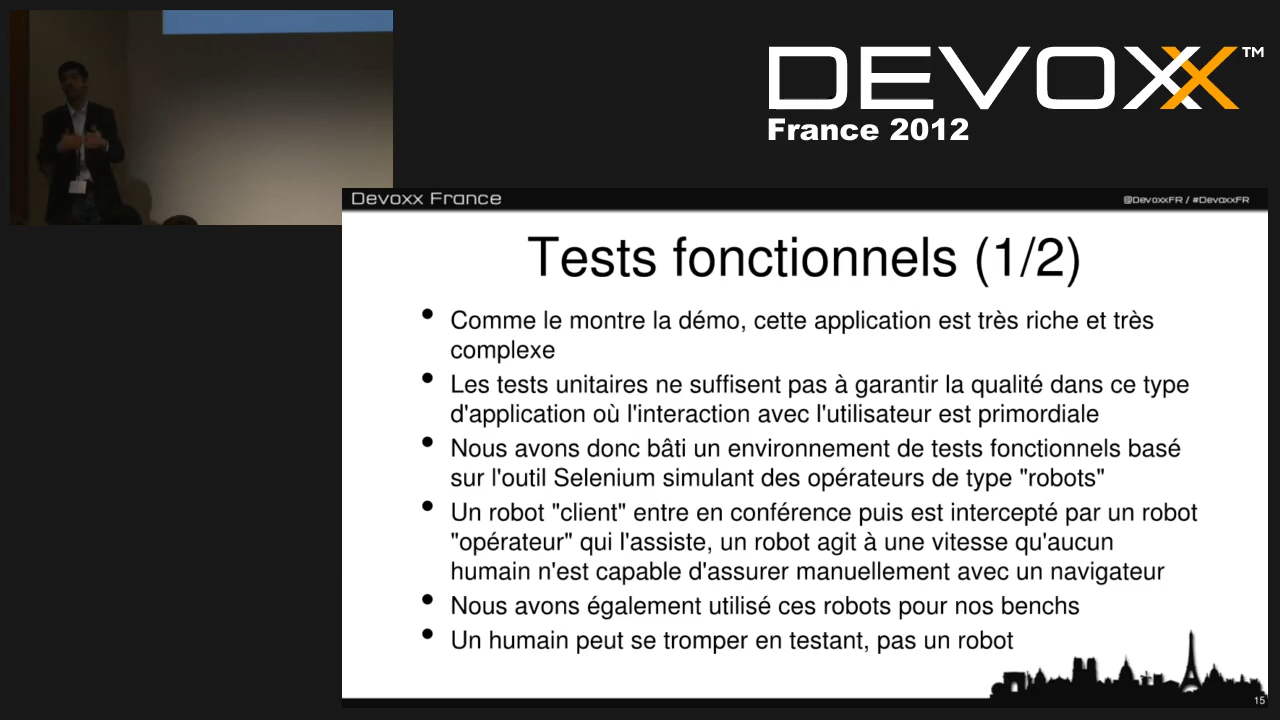 DEVOXX™
France 2012
Devoxx France
@DevoxxFR / #DevoxxFR
Tests fonctionnels (1/2)
• Comme le montre la démo, cette application est très riche et très
complexe
• Les tests unitaires ne suffisent pas à garantir la qualité dans ce type
d'application où l'interaction avec l'utilisateur est primordiale
• Nous avons donc bâti un environnement de tests fonctionnels basé
sur l'outil Selenium simulant des opérateurs de type "robots"
• Un robot "client" entre en conférence puis est intercepté par un robot
"opérateur" qui l'assiste, un robot agit à une vitesse qu'aucun
humain n'est capable d'assurer manuellement avec un navigateur
• Nous avons également utilisé ces robots pour nos benchs
• Un humain peut se tromper en testant, pas un robot
15